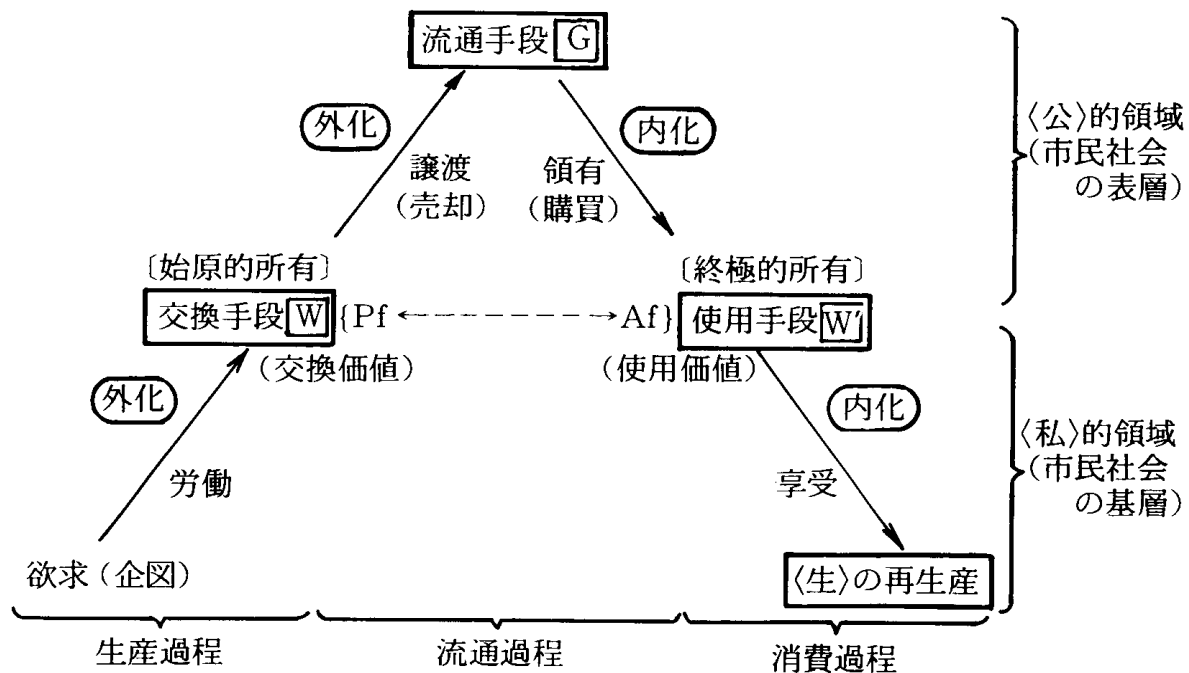 流通手段 G
外化
内化
〈公〉的領域
(市民社会
の表層)
譲渡
(売却)
領有
(購買)
〔始原的所有〕
〔終極的所有〕
交換手段 W {Pf
Af} 使用手段 W′
(交換価値)
(使用価値)
外化
内化
〈私〉的領域
(市民社会
の基層)
労働
享受
欲求(企図)
〈生〉の再生産
生産過程
流通過程
消費過程